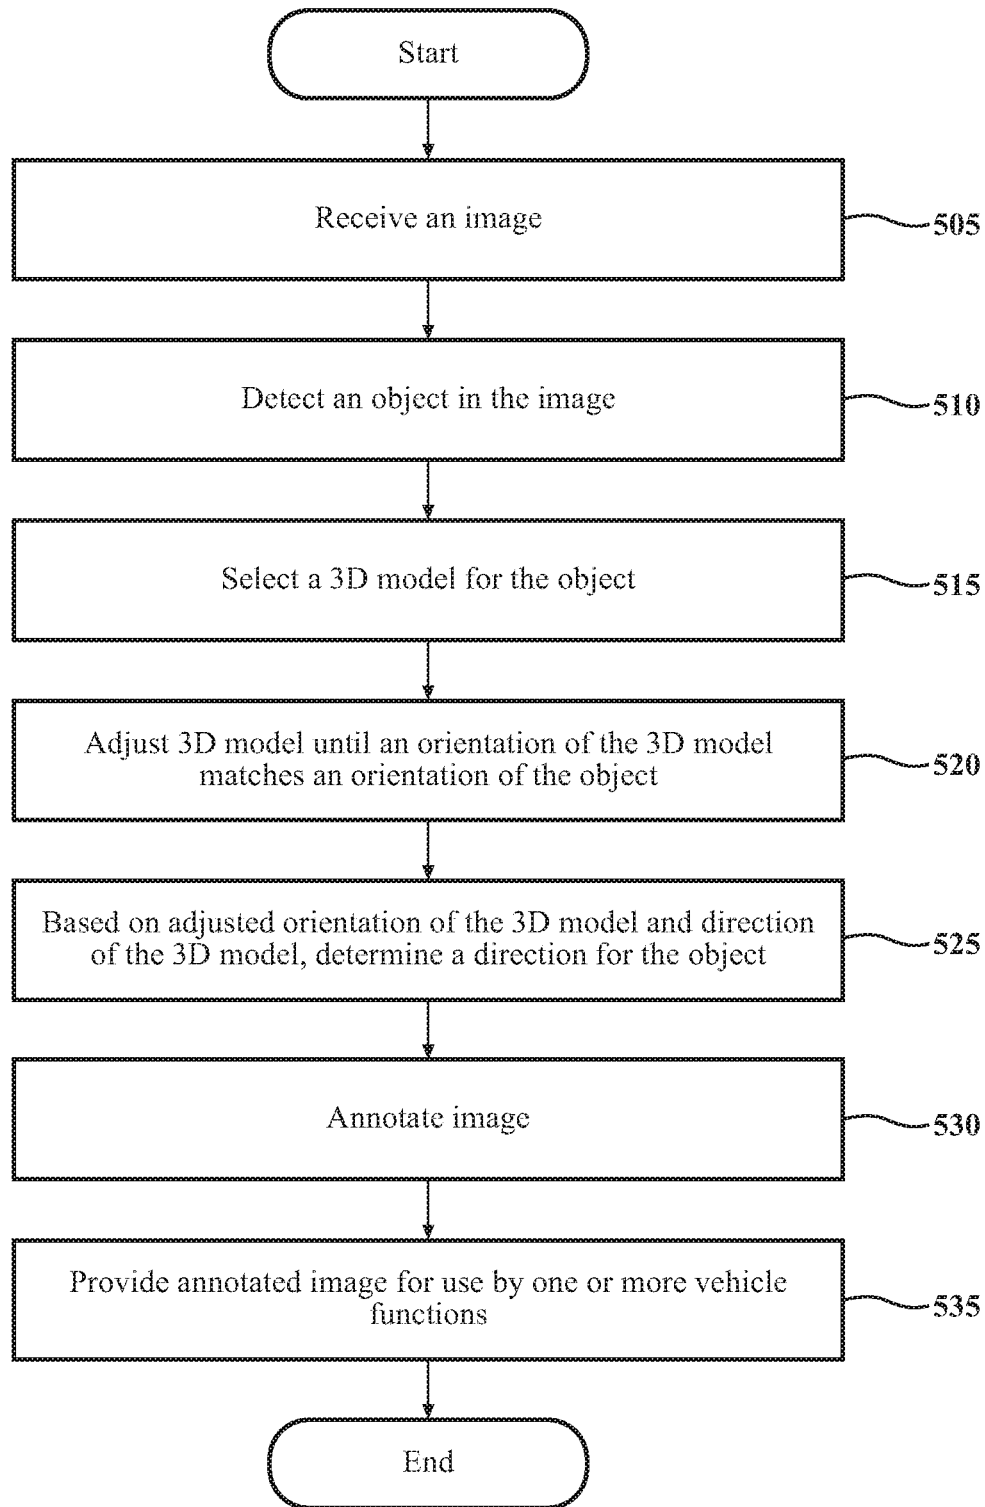 Start
Receive an image
505
Detect an object in the image
510
Select a 3D model for the object
515
Adjust 3D model until an orientation of the 3D model
matches an orientation of the object
520
Based on adjusted orientation of the 3D model and direction
of the 3D model, determine a direction for the object
525
Annotate image
530
Provide annotated image for use by one or more vehicle
functions
535
End